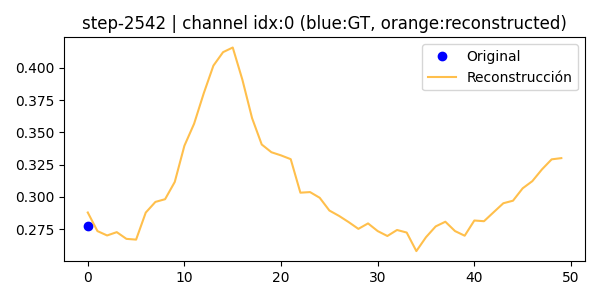 step-2542 | channel idx:0 (blue:GT, orange:reconstructed)
Original
Reconstrucción
0.400
0.375
0.350
0.325
0.300
0.275
0 10 20 30 40 50